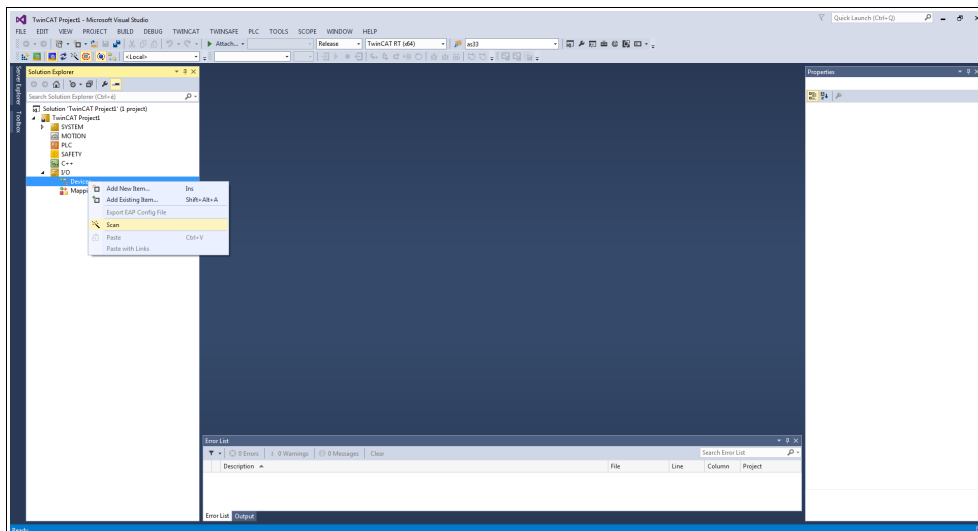 TwinCAT Project1 - Microsoft Visual Studio
Quick Launch (Ctrl+Q)
FILE EDIT VIEW PROJECT BUILD DEBUG TWINCAT TWINSAFE PLC TOOLS SCOPE WINDOW HELP
Attach... Release TwinCAT RT (x64) as33
<Local>
Server Explorer
Toolbox
Solution Explorer
Search Solution Explorer (Ctrl+è)
Solution 'TwinCAT Project1' (1 project)
TwinCAT Project1
SYSTEM
MOTION
PLC
SAFETY
C++
I/O
Devices
Mappi
Add New Item... Ins
Add Existing Item... Shift+Alt+A
Export EAP Config File
Scan
Paste Ctrl+V
Paste with Links
Properties
Error List
0 Errors 0 Warnings 0 Messages Clear
Search Error List
Description File Line Column Project
Error List Output
Ready